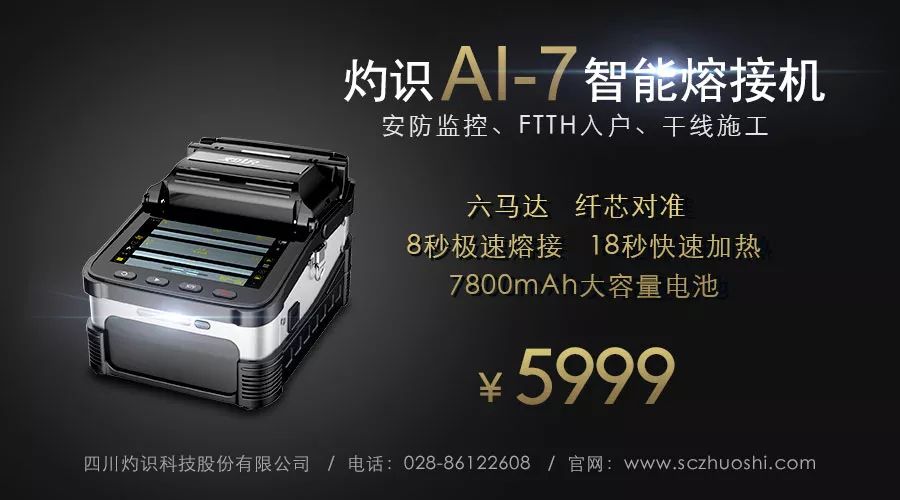 灼识AI-7智能熔接机
安防监控、FTTH入户、干线施工
六马达 纤芯对准
8秒极速熔接 18秒快速加热
7800mAh大容量电池
￥5999
四川灼识科技股份有限公司 / 电话：028-86122608 / 官网：www.sczhuoshi.com